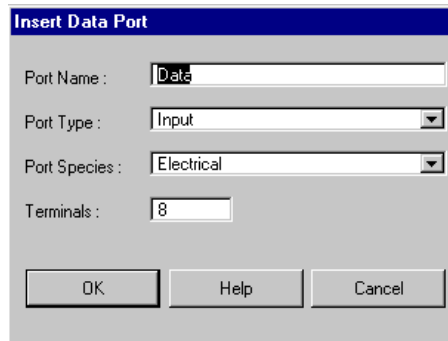 Insert Data Port
Port Name : Data
Port Type : Input
Port Species : Electrical
Terminals : 8
OK Help Cancel